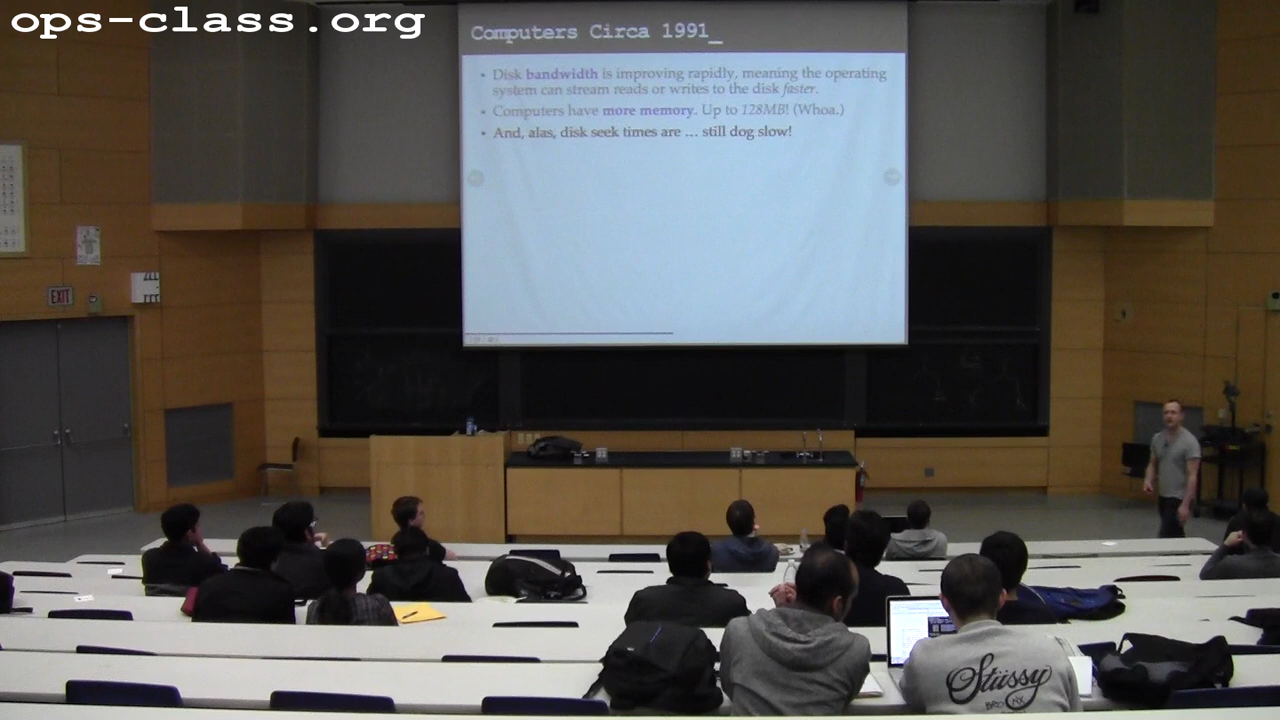 ops-class.org
Computers Circa 1991_
• Disk bandwidth is improving rapidly, meaning the operating
system can stream reads or writes to the disk faster.
• Computers have more memory. Up to 128MB! (Whoa.)
• And, alas, disk seek times are ... still dog slow!
EXIT
Stüssy